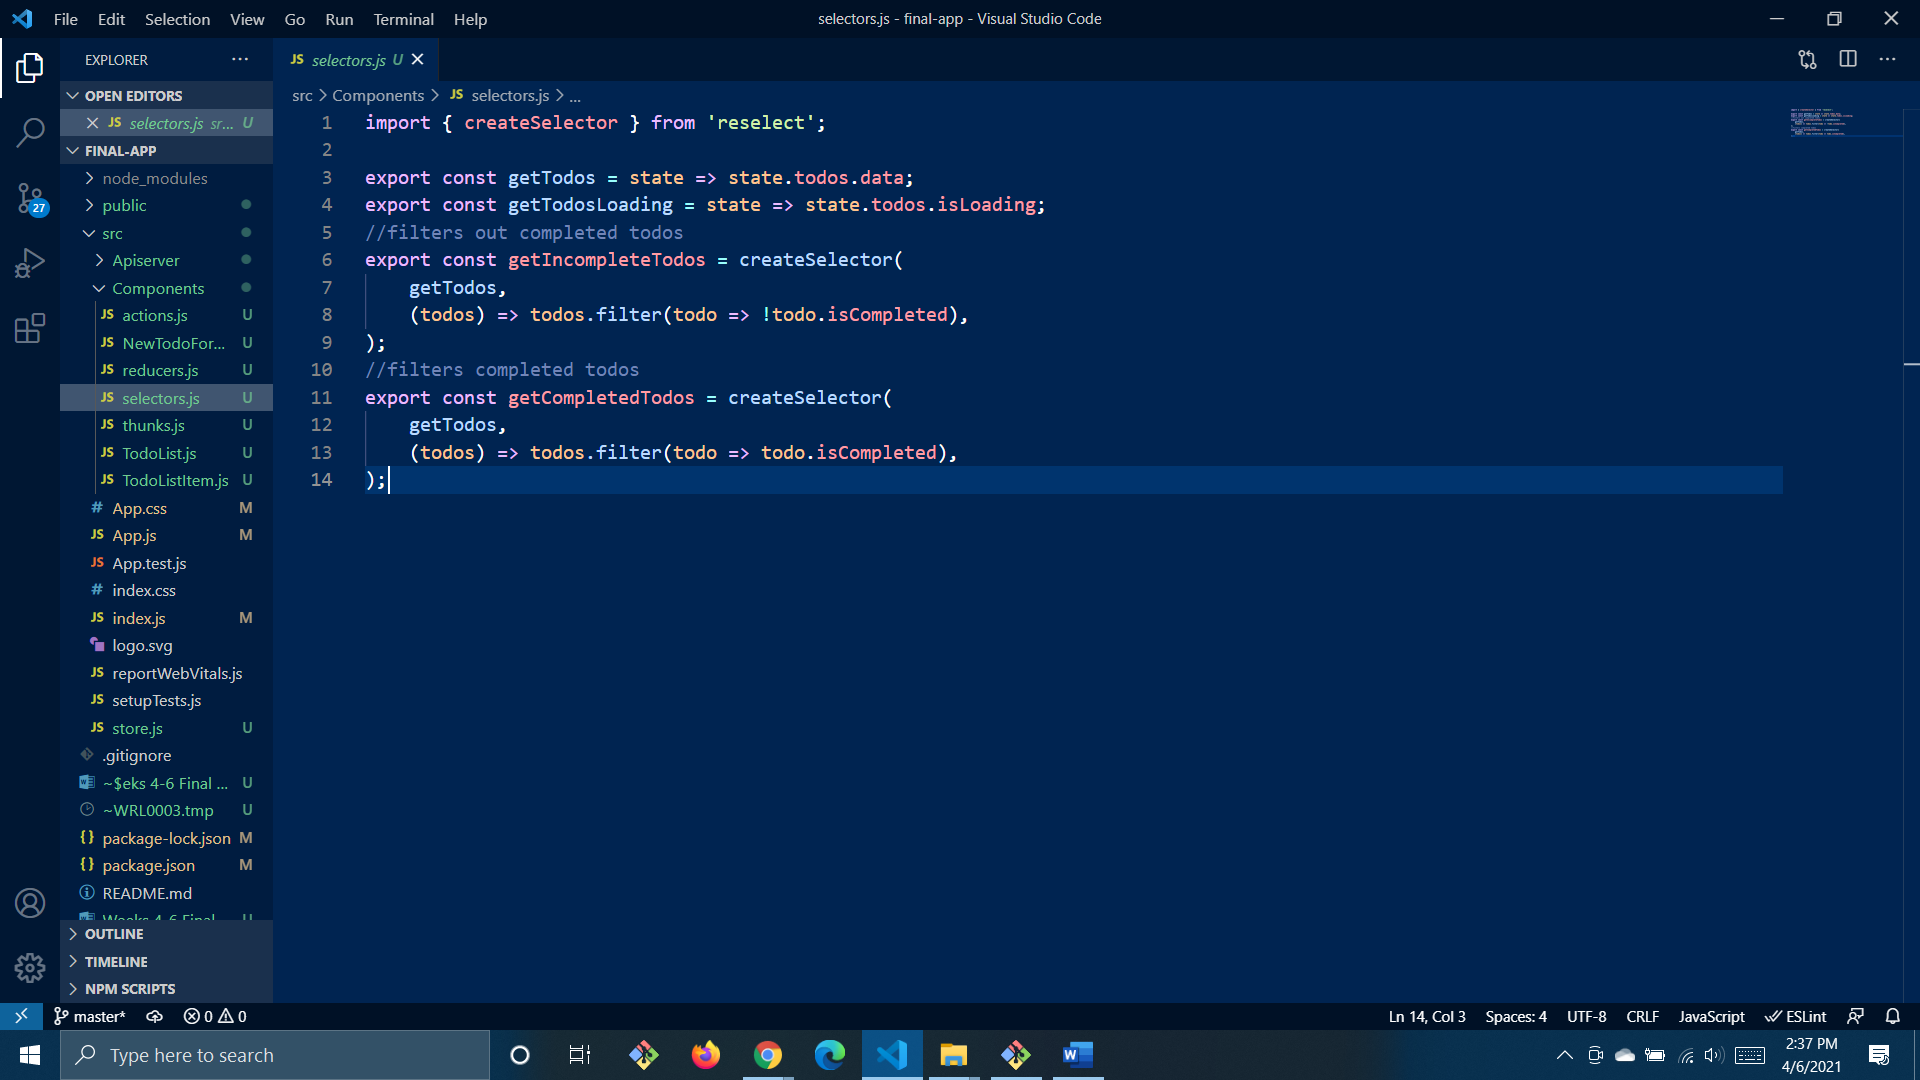 File Edit Selection View Go Run Terminal Help
selectors.js - final-app - Visual Studio Code
EXPLORER
JS selectors.js U
OPEN EDITORS
JS selectors.js sr... U
FINAL-APP
node_modules
public
src
Apiserver
Components
JS actions.js U
JS NewTodoFor... U
JS reducers.js U
JS selectors.js U
JS thunks.js U
JS TodoList.js U
JS TodoListItem.js U
# App.css M
JS App.js M
JS App.test.js
# index.css
JS index.js M
logo.svg
JS reportWebVitals.js
JS setupTests.js
JS store.js U
.gitignore
~$eks 4-6 Final ... U
~WRL0003.tmp U
{} package-lock.json M
{} package.json M
README.md
Weeks 4-6 Final U
OUTLINE
TIMELINE
NPM SCRIPTS
27
src > Components > JS selectors.js > ...
1 import { createSelector } from 'reselect';
2
3 export const getTodos = state => state.todos.data;
4 export const getTodosLoading = state => state.todos.isLoading;
5 //filters out completed todos
6 export const getIncompleteTodos = createSelector(
7 getTodos,
8 (todos) => todos.filter(todo => !todo.isCompleted),
9 );
10 //filters completed todos
11 export const getCompletedTodos = createSelector(
12 getTodos,
13 (todos) => todos.filter(todo => todo.isCompleted),
14 );
master* 0 0
Ln 14, Col 3 Spaces: 4 UTF-8 CRLF JavaScript ESLint
Type here to search
2:37 PM
4/6/2021